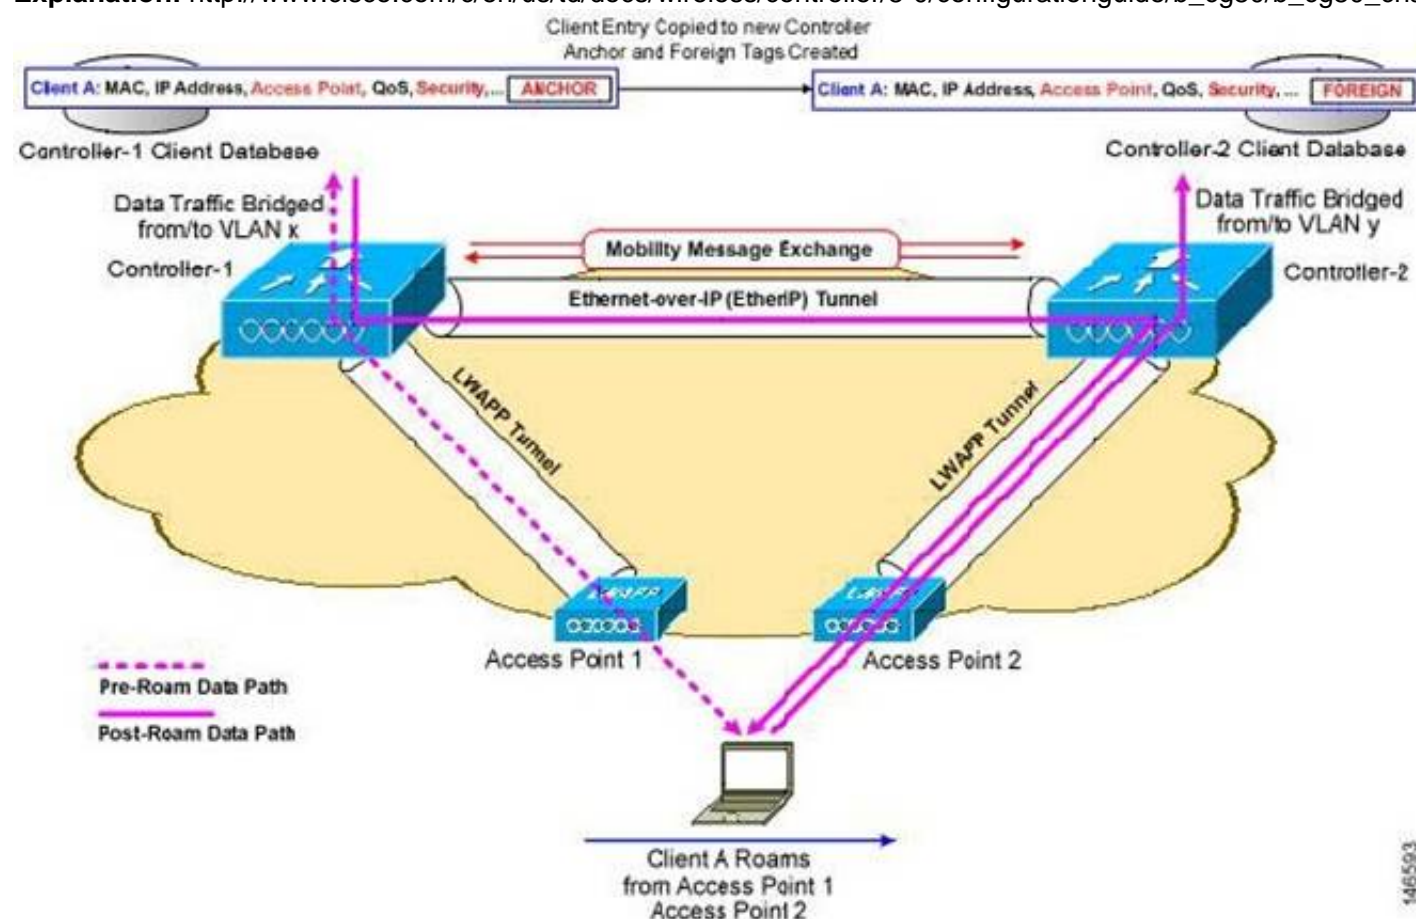 Client Entry Copied to new Controller
Anchor and Foreign Tags Created
Client A: MAC, IP Address, Access Point, QoS, Security,... ANCHOR
Client A: MAC, IP Address, Access Point, QoS, Security, ... FOREIGN
Controller-1 Client Database
Controller-2 Client Database
Data Traffic Bridged
from/to VLAN x
Data Traffic Bridged
from/to VLAN y
Mobility Message Exchange
Controller-1
Controller-2
Ethernet-over-IP (EtherIP) Tunnel
LWAPP Tunnel
LWAPP Tunnel
LWAPP
LWAPP
Access Point 1
Access Point 2
Pre-Roam Data Path
Post-Roam Data Path
Client A Roams
from Access Point 1
Access Point 2
146593